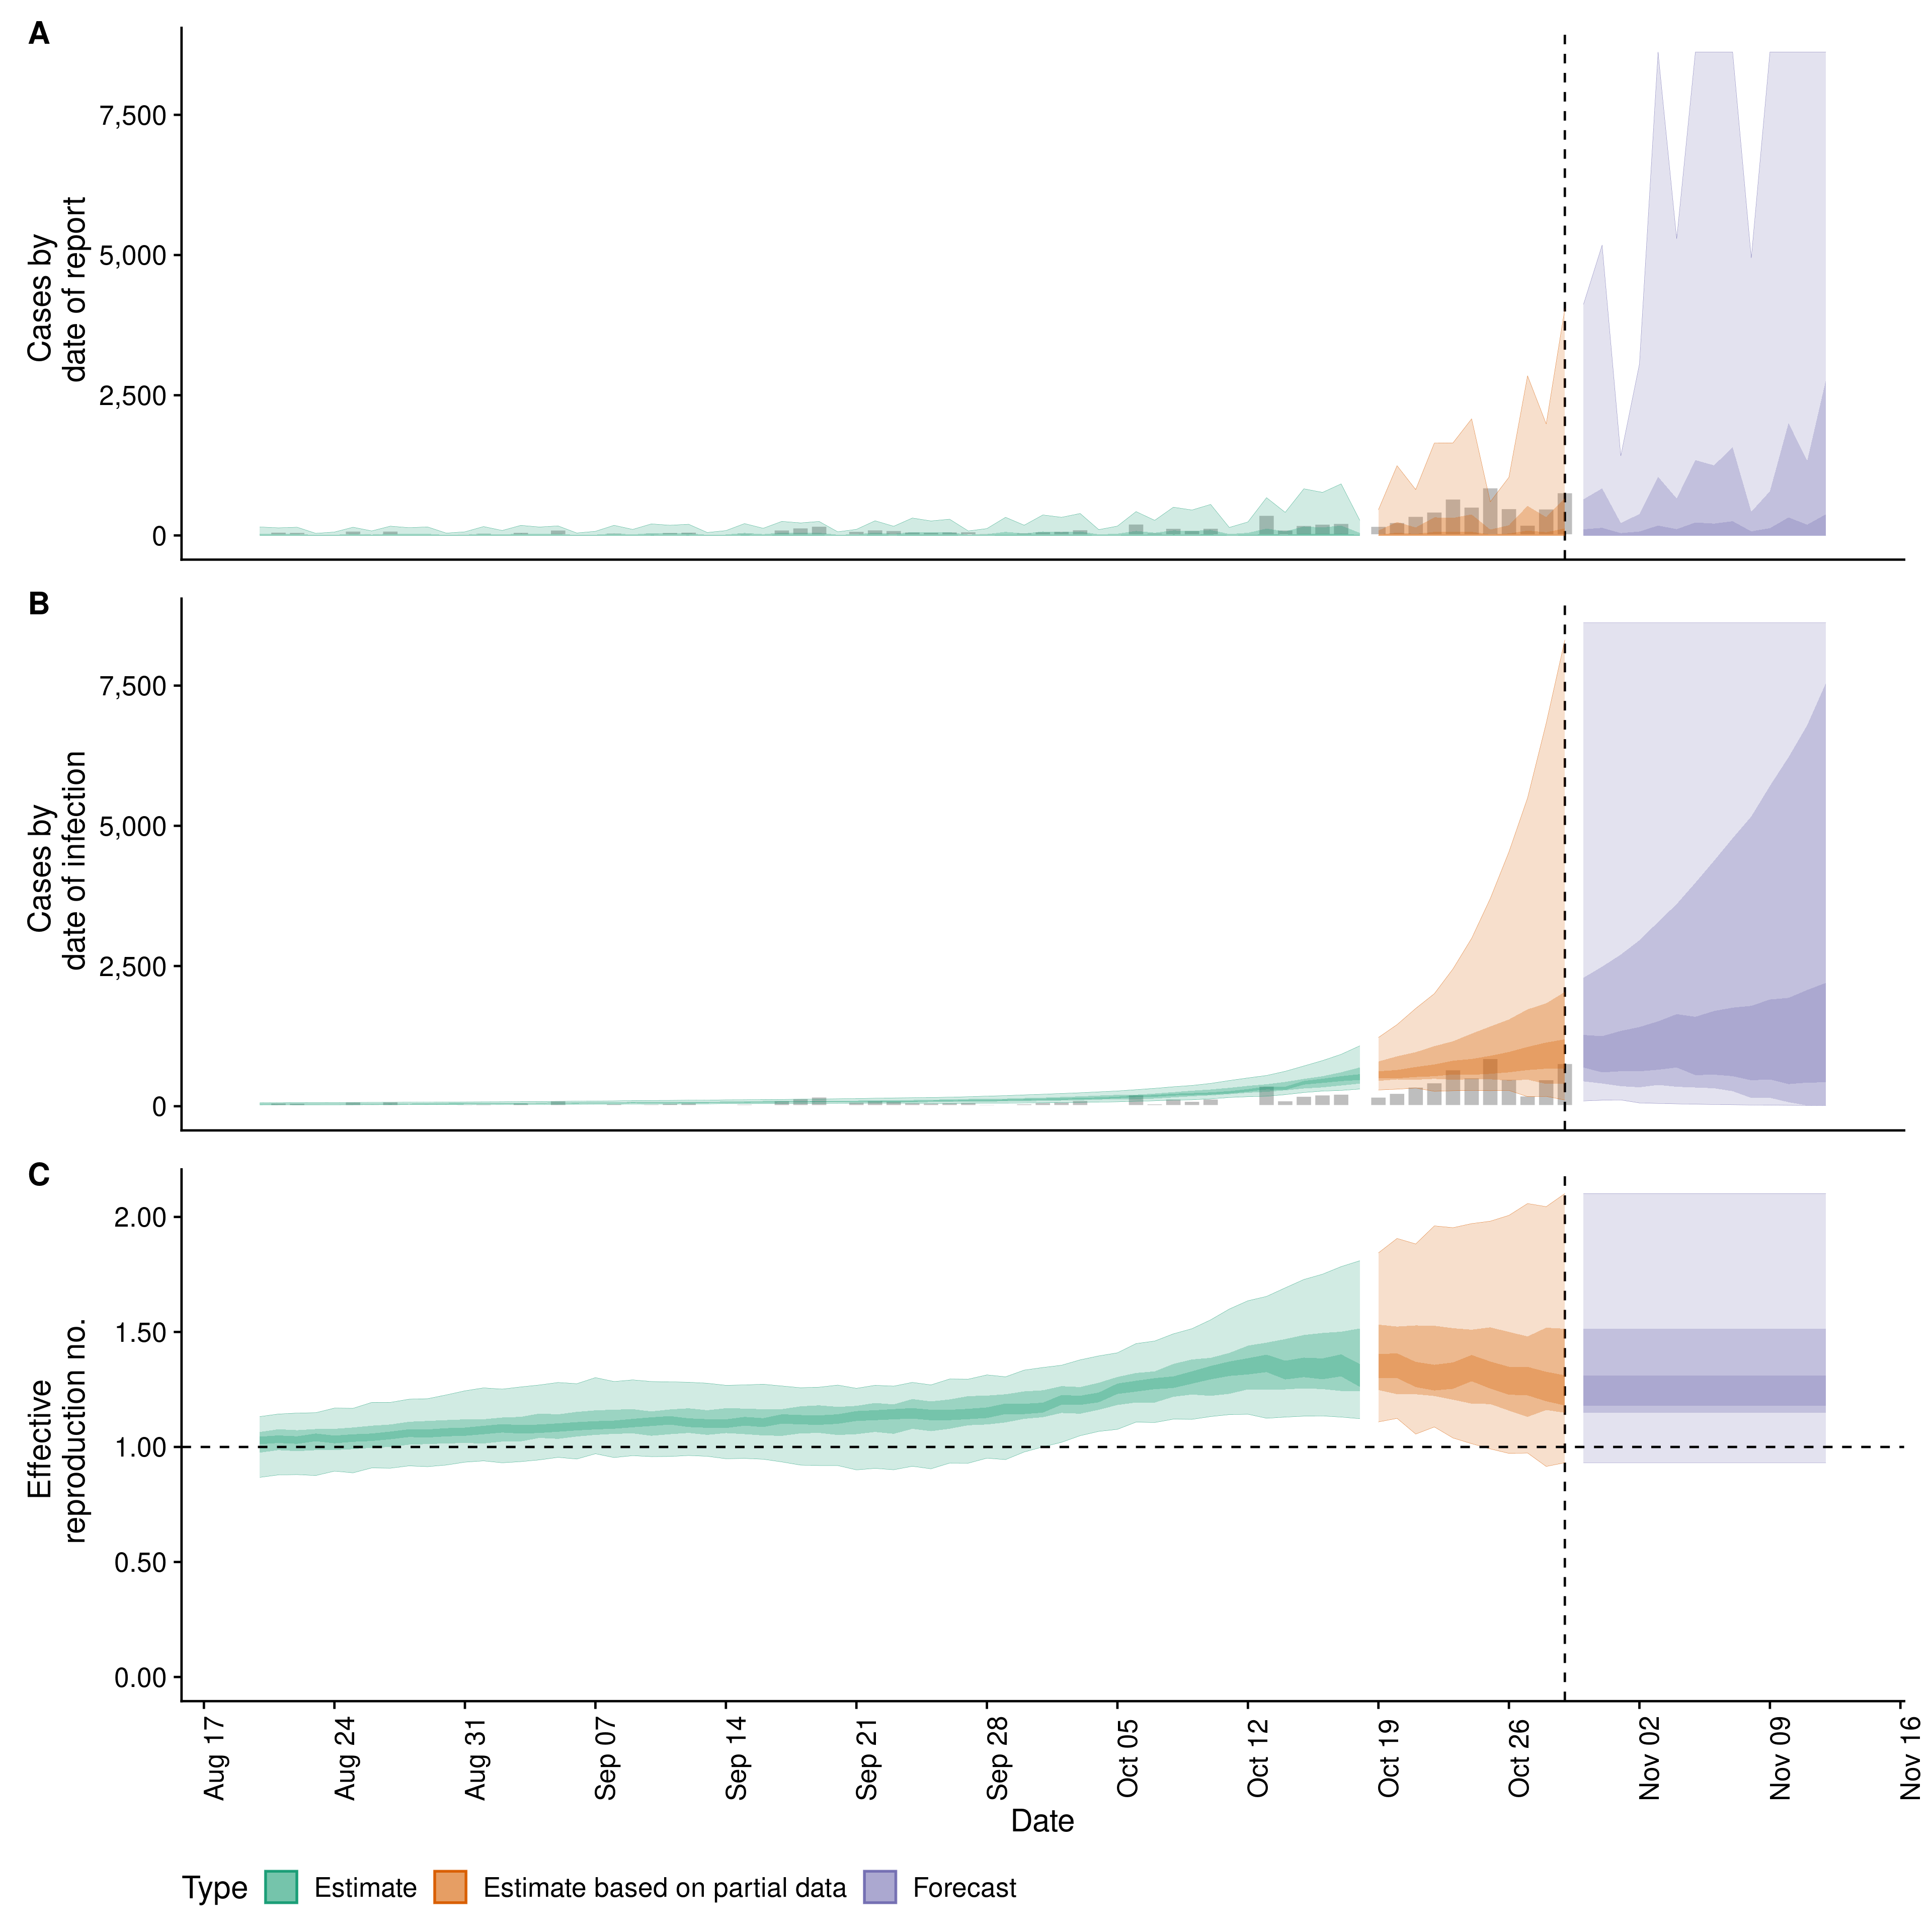 A
Cases by
date of report
7,500
5,000
2,500
0
B
Cases by
date of infection
7,500
5,000
2,500
0
C
Effective
reproduction no.
2.00
1.50
1.00
0.50
0.00
Aug 17
Aug 24
Aug 31
Sep 07
Sep 14
Sep 21
Sep 28
Oct 05
Oct 12
Oct 19
Oct 26
Nov 02
Nov 09
Nov 16
Date
Type Estimate Estimate based on partial data Forecast